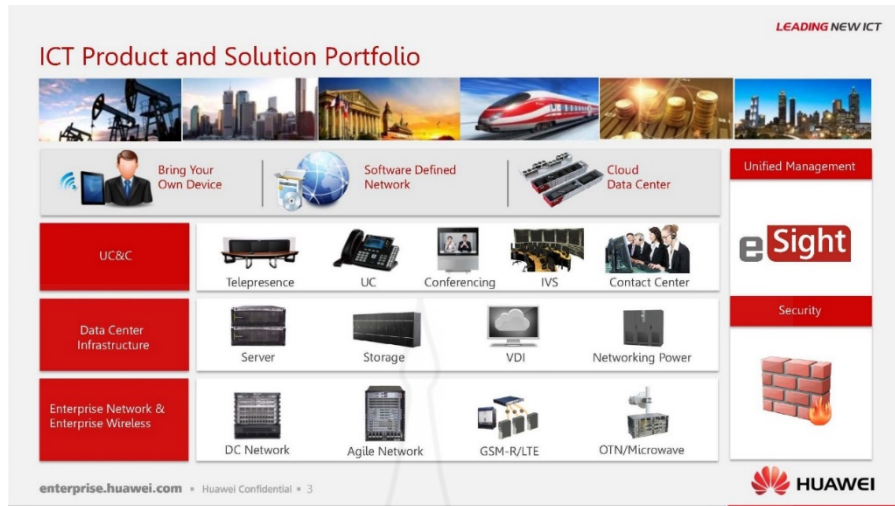 LEADING NEW ICT
ICT Product and Solution Portfolio
Bring Your
Own Device
Software Defined
Network
Cloud
Data Center
Unified Management
eSight
UC&C
Telepresence
UC
Conferencing
IVS
Contact Center
Data Center
Infrastructure
Server
Storage
VDI
Networking Power
Security
Enterprise Network &
Enterprise Wireless
DC Network
Agile Network
GSM-R/LTE
OTN/Microwave
enterprise.huawei.com ▪ Huawei Confidential ▪ 3
HUAWEI